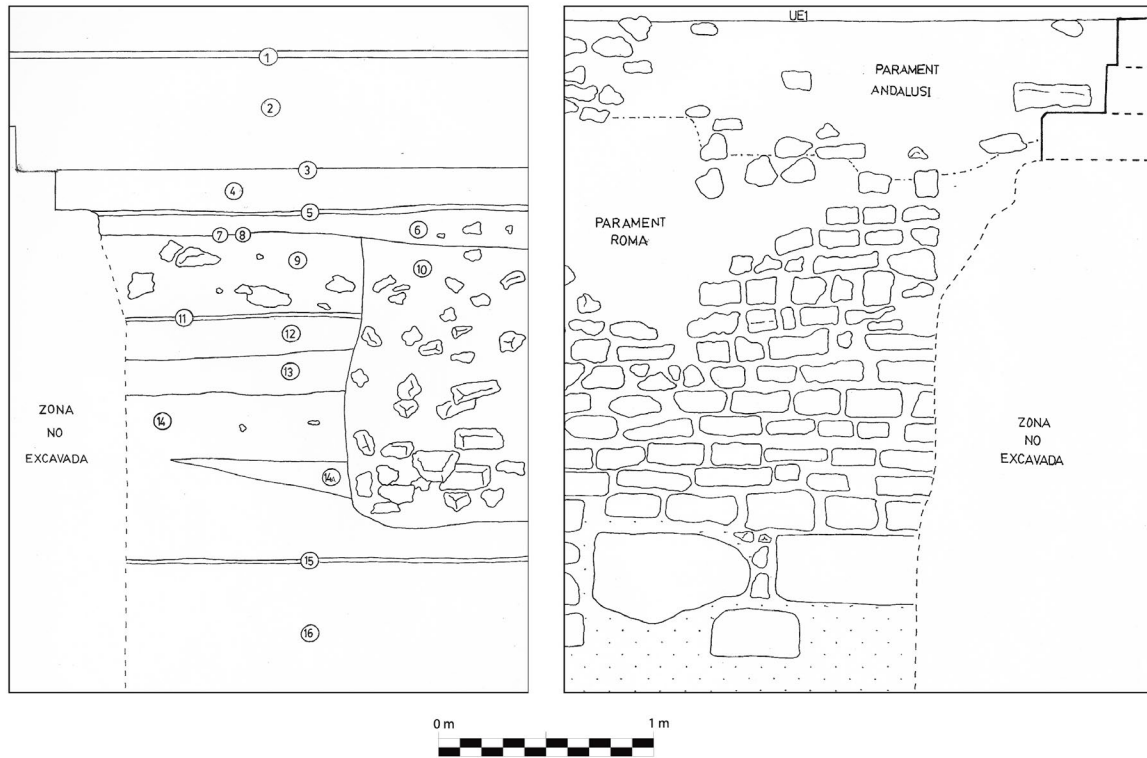 1
2
3
4
5
6
7 8
9
10
11
12
13
14
14A
15
16
ZONA
NO
EXCAVADA
UE1
PARAMENT
ANDALUSI
PARAMENT
ROMA
ZONA
NO
EXCAVADA
0 m 1 m